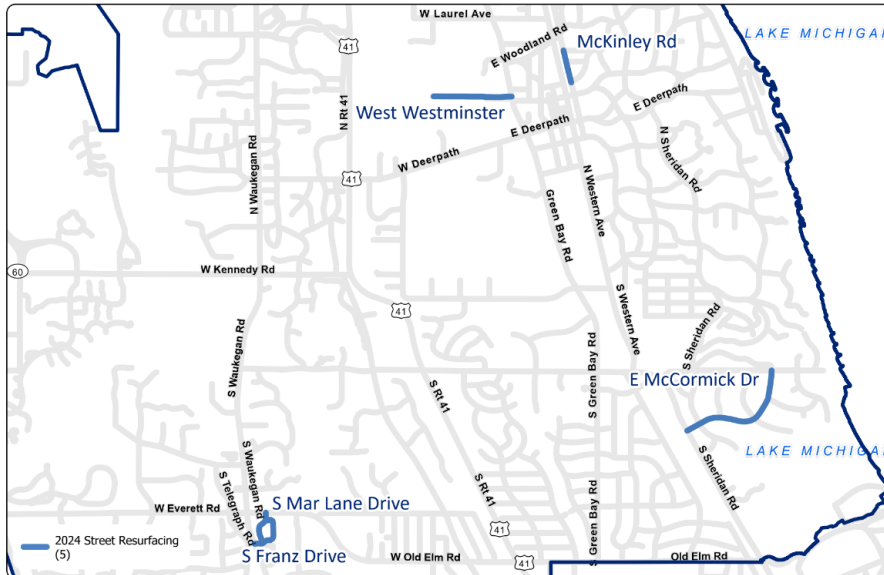 W Laurel Ave
LAKE MICHIGAN
McKinley Rd
E Woodland Rd
41
N Rt 41
West Westminster
E Deerpath
E Deerpath
W Deerpath
N Waukegan Rd
N Sheridan Rd
41
Green Bay Rd
N Western Ave
60
W Kennedy Rd
41
S Western Ave
S Sheridan Rd
S Waukegan Rd
S Green Bay Rd
E McCormick Dr
S Rt 41
LAKE MICHIGAN
S Waukegan Rd
S Telegraph Rd
S Rt 41
S Green Bay Rd
S Sheridan Rd
W Everett Rd
S Mar Lane Drive
41
2024 Street Resurfacing
(5)
S Franz Drive
W Old Elm Rd
41
Old Elm Rd